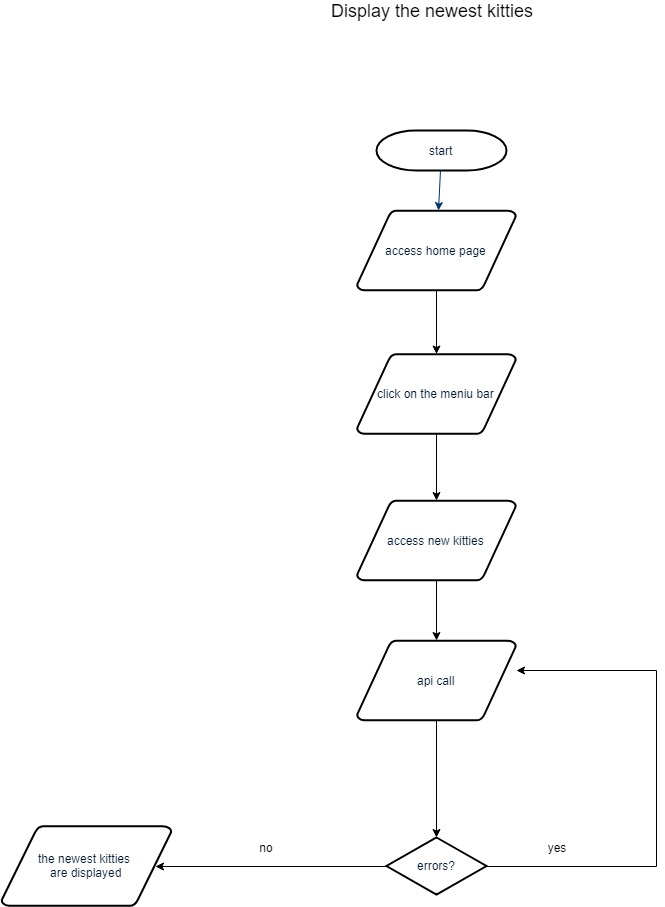 Display the newest kitties
start
access home page
click on the meniu bar
access new kitties
api call
no
yes
the newest kitties
are displayed
errors?